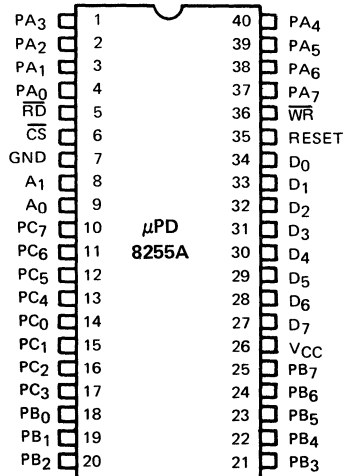 PA3 1 40 PA4
PA2 2 39 PA5
PA1 3 38 PA6
PA0 4 37 PA7
R̅D̅ 5 36 W̅R̅
C̅S̅ 6 35 RESET
GND 7 34 D0
A1 8 33 D1
A0 9 32 D2
PC7 10 μPD 31 D3
PC6 11 8255A 30 D4
PC5 12 29 D5
PC4 13 28 D6
PC0 14 27 D7
PC1 15 26 VCC
PC2 16 25 PB7
PC3 17 24 PB6
PB0 18 23 PB5
PB1 19 22 PB4
PB2 20 21 PB3